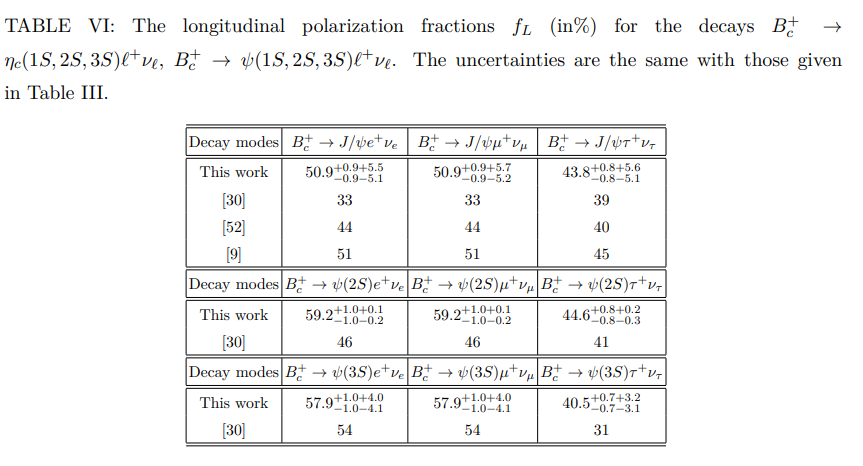 TABLE VI: The longitudinal polarization fractions f_L (in%) for the decays B_c^+ →
η_c(1S, 2S, 3S)ℓ^+ν_ℓ, B_c^+ → ψ(1S, 2S, 3S)ℓ^+ν_ℓ. The uncertainties are the same with those given
in Table III.
Decay modes B_c^+ → J/ψe^+ν_e B_c^+ → J/ψμ^+ν_μ B_c^+ → J/ψτ^+ν_τ
This work 50.9^{+0.9+5.5}_{−0.9−5.1} 50.9^{+0.9+5.7}_{−0.9−5.2} 43.8^{+0.8+5.6}_{−0.8−5.1}
[30] 33 33 39
[52] 44 44 40
[9] 51 51 45
Decay modes B_c^+ → ψ(2S)e^+ν_e B_c^+ → ψ(2S)μ^+ν_μ B_c^+ → ψ(2S)τ^+ν_τ
This work 59.2^{+1.0+0.1}_{−1.0−0.2} 59.2^{+1.0+0.1}_{−1.0−0.2} 44.6^{+0.8+0.2}_{−0.8−0.3}
[30] 46 46 41
Decay modes B_c^+ → ψ(3S)e^+ν_e B_c^+ → ψ(3S)μ^+ν_μ B_c^+ → ψ(3S)τ^+ν_τ
This work 57.9^{+1.0+4.0}_{−1.0−4.1} 57.9^{+1.0+4.0}_{−1.0−4.1} 40.5^{+0.7+3.2}_{−0.7−3.1}
[30] 54 54 31